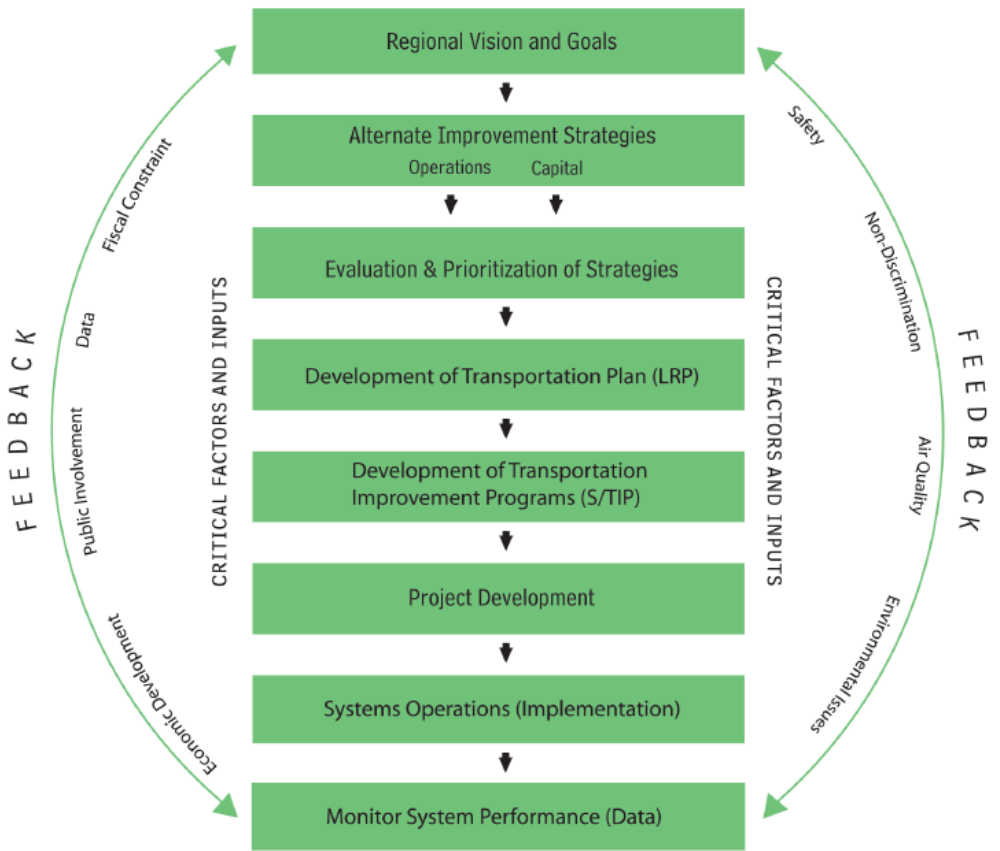 Regional Vision and Goals
Alternate Improvement Strategies
Operations Capital
Evaluation & Prioritization of Strategies
Development of Transportation Plan (LRP)
Development of Transportation
Improvement Programs (S/TIP)
Project Development
Systems Operations (Implementation)
Monitor System Performance (Data)
FEEDBACK
Fiscal Constraint
Data
Public Involvement
Economic Development
CRITICAL FACTORS AND INPUTS
CRITICAL FACTORS AND INPUTS
Safety
Non-Discrimination
Air Quality
Environmental Issues
FEEDBACK